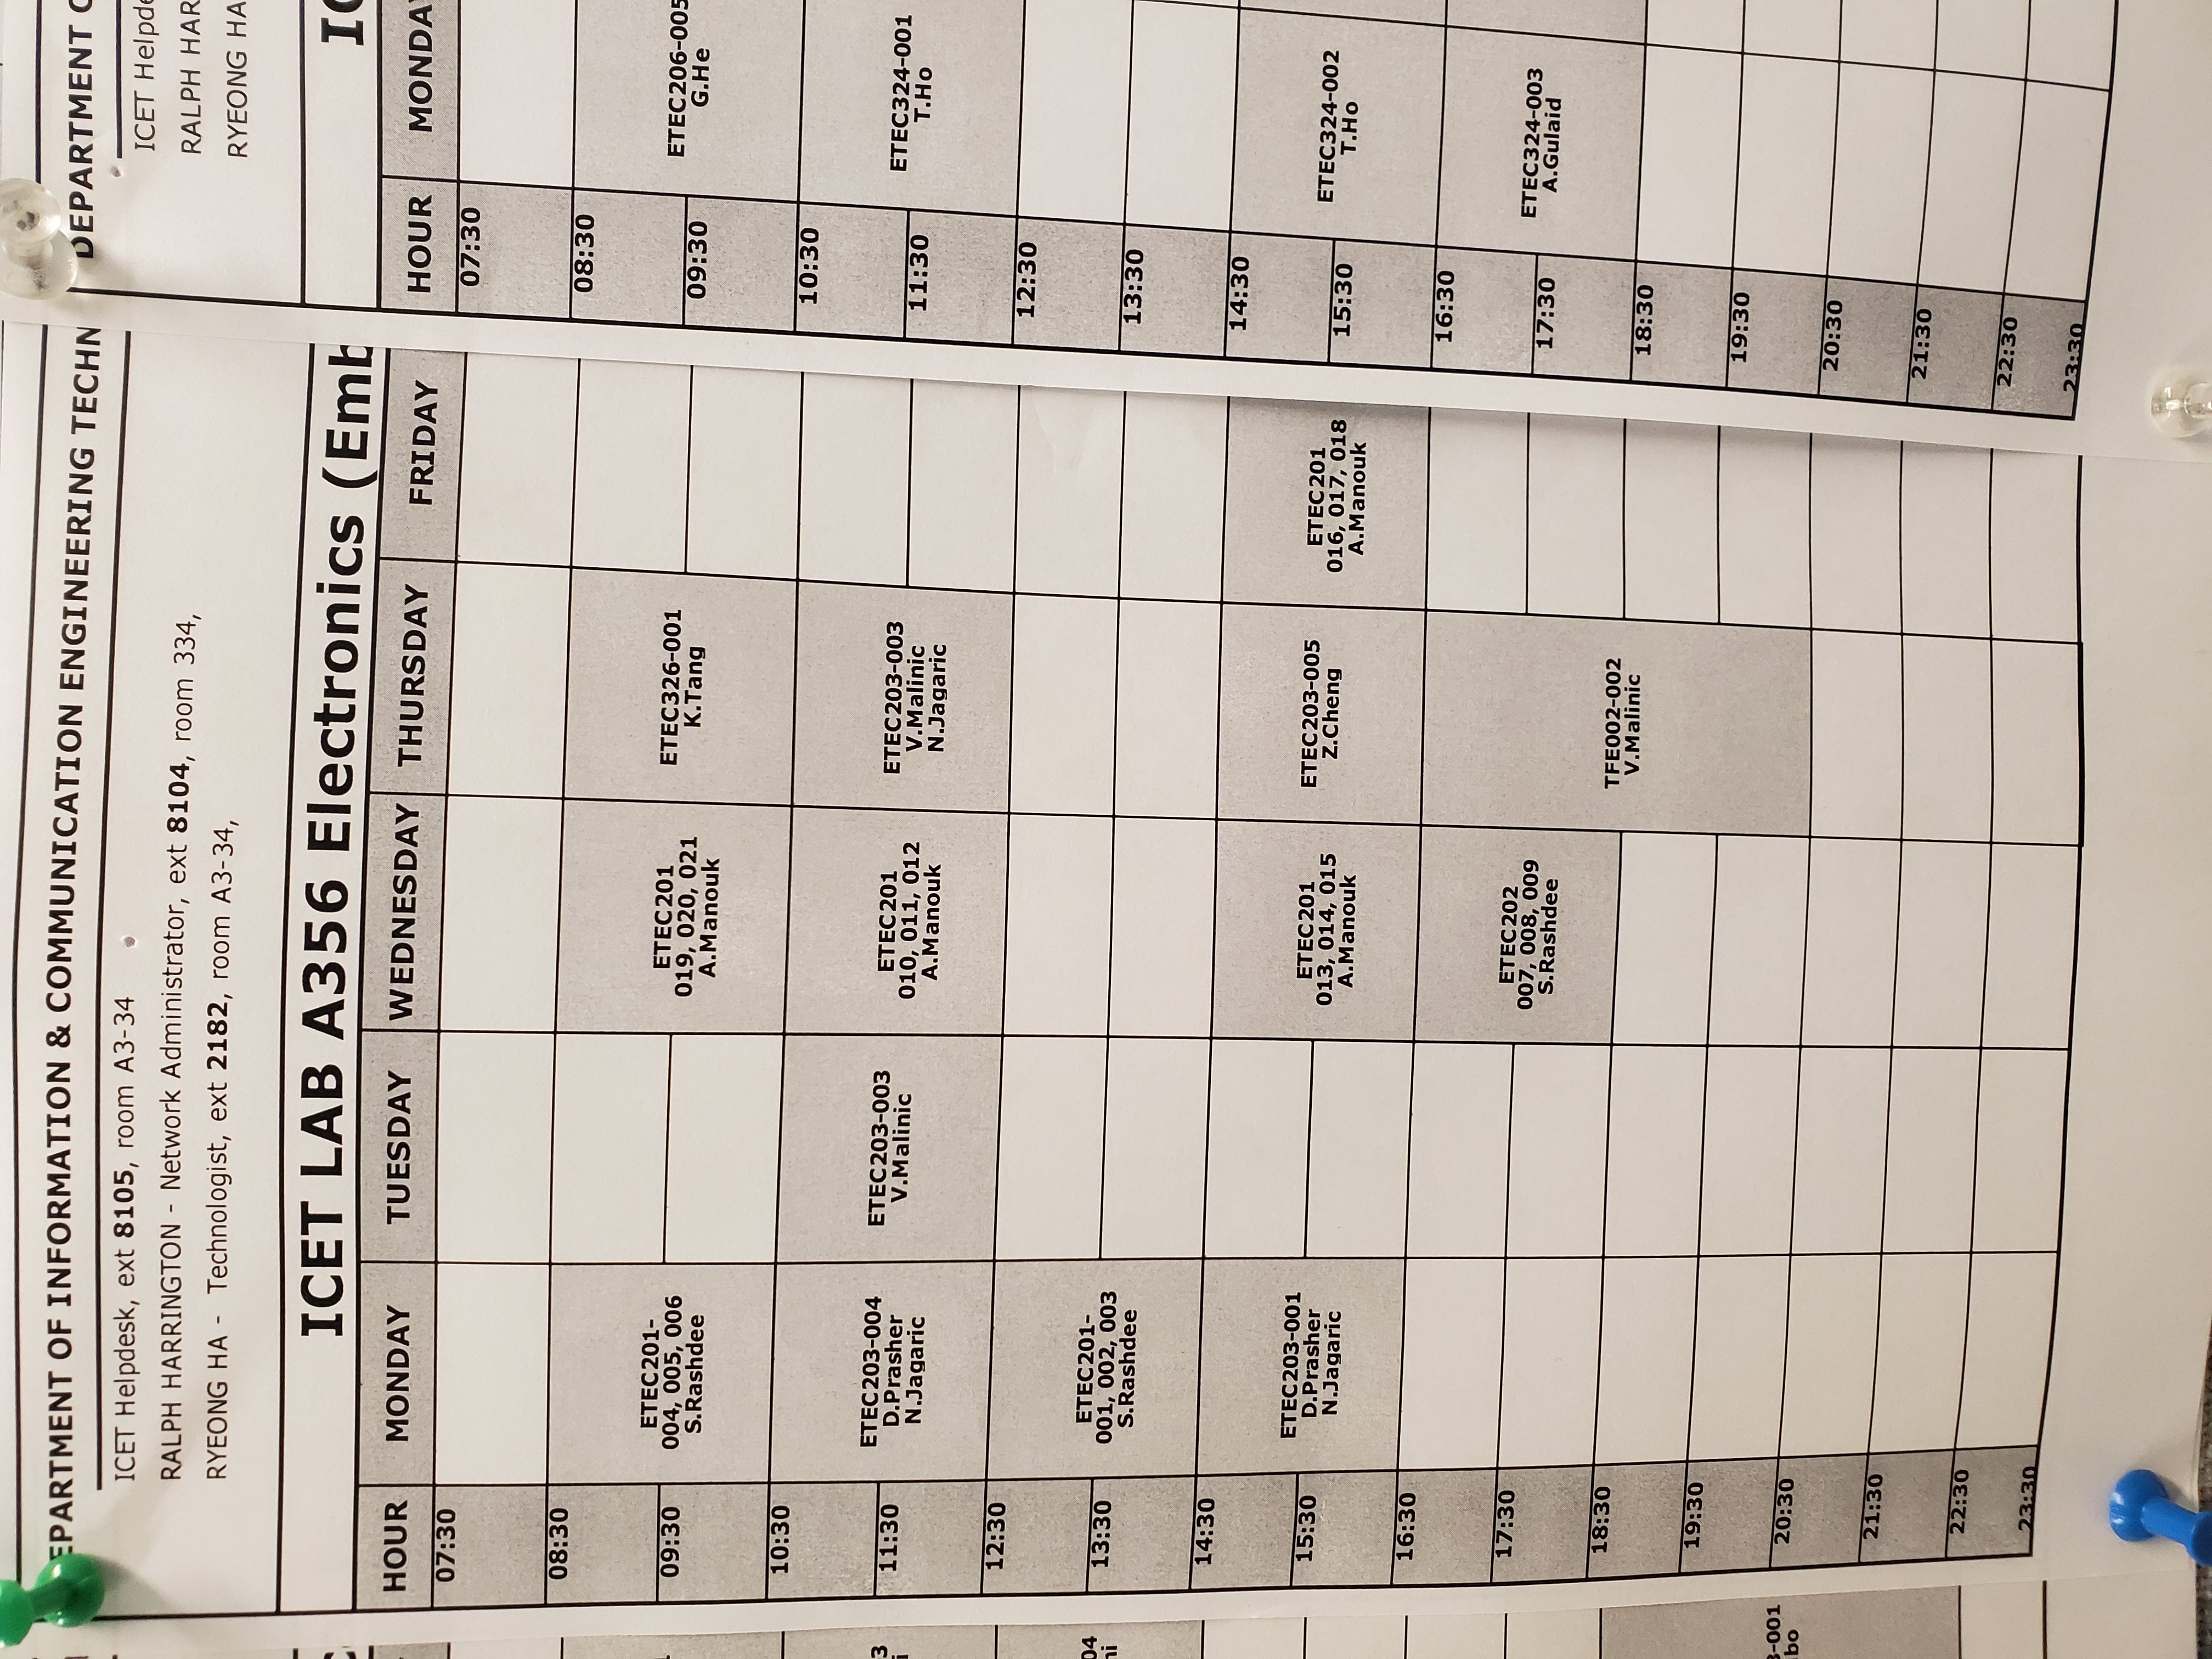 EPARTMENT OF INFORMATION & COMMUNICATION ENGINEERING TECHN
ICET Helpdesk, ext 8105, room A3-34
RALPH HARRINGTON - Network Administrator, ext 8104, room 334,
RYEONG HA - Technologist, ext 2182, room A3-34,
ICET LAB A356 Electronics (Emb
HOUR MONDAY TUESDAY WEDNESDAY THURSDAY FRIDAY
07:30
08:30
ETEC201-
004, 005, 006
S.Rashdee
ETEC201
019, 020, 021
A.Manouk
ETEC326-001
K.Tang
09:30
10:30
ETEC203-004
D.Prasher
N.Jagaric
ETEC203-003
V.Malinic
ETEC201
010, 011, 012
A.Manouk
ETEC203-003
V.Malinic
N.Jagaric
11:30
12:30
ETEC201-
001, 002, 003
S.Rashdee
13:30
14:30
ETEC203-001
D.Prasher
N.Jagaric
ETEC201
013, 014, 015
A.Manouk
ETEC203-005
Z.Cheng
ETEC201
016, 017, 018
A.Manouk
15:30
16:30
ETEC202
007, 008, 009
S.Rashdee
TFE002-002
V.Malinic
17:30
18:30
19:30
20:30
21:30
22:30
23:30
DEPARTMENT O
ICET Helpde
RALPH HAR
RYEONG HA
IC
HOUR MONDA
07:30
08:30
ETEC206-005
G.He
09:30
10:30
ETEC324-001
T.Ho
11:30
12:30
13:30
14:30
ETEC324-002
T.Ho
15:30
16:30
ETEC324-003
A.Gulaid
17:30
18:30
19:30
20:30
21:30
22:30
23:30